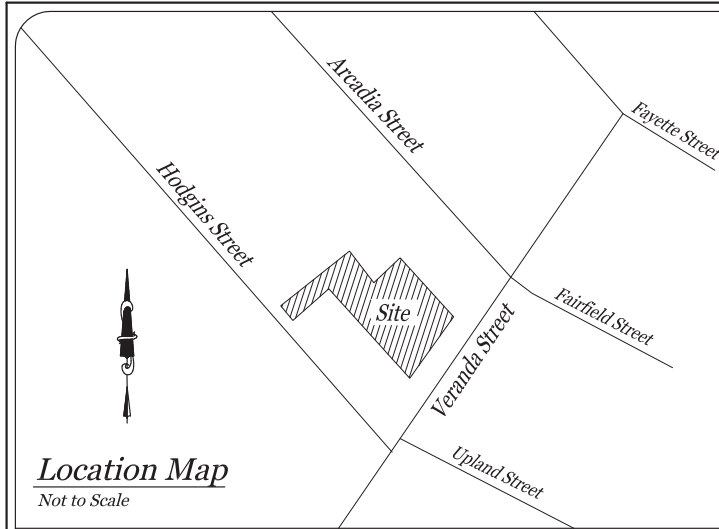 Arcadia Street
Fayette Street
Hodgins Street
Site
Fairfield Street
Veranda Street
Upland Street
Location Map
Not to Scale